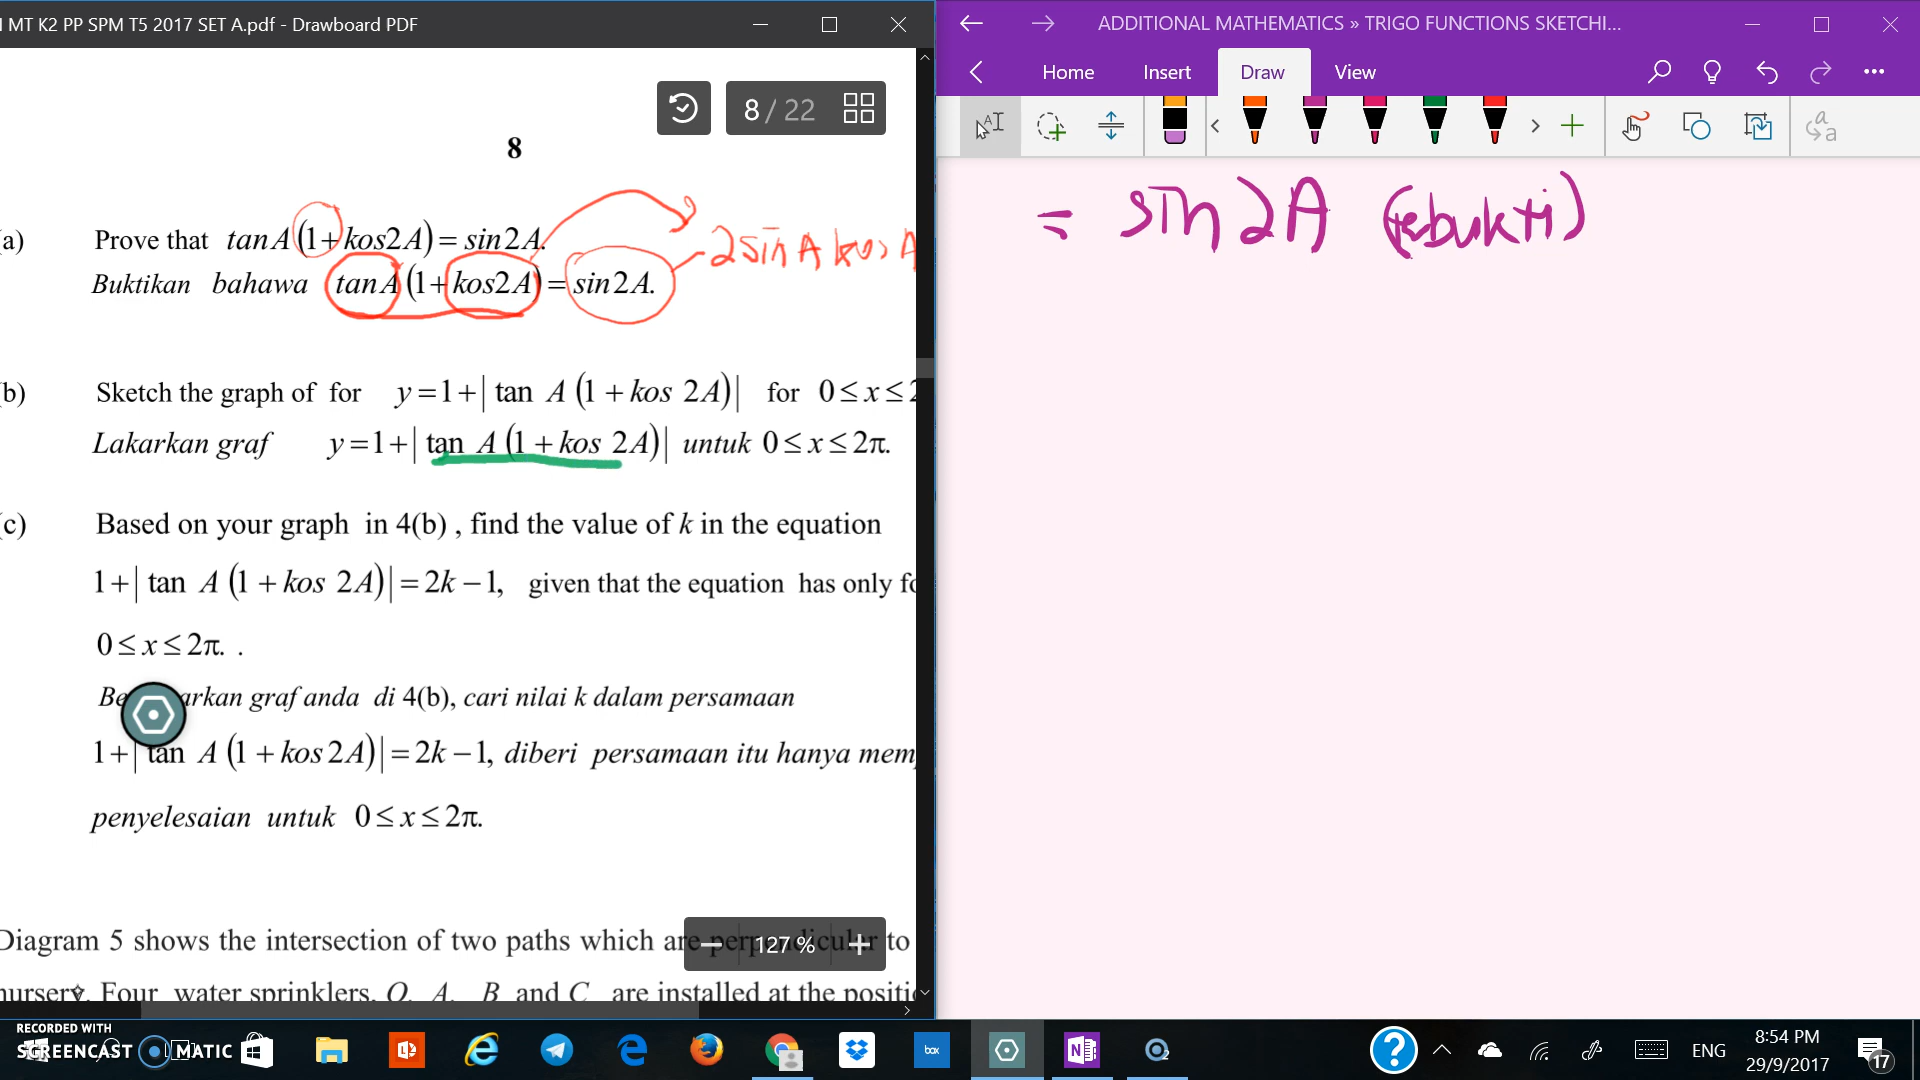 MT K2 PP SPM T5 2017 SET A.pdf - Drawboard PDF
8 / 22
8
(a) Prove that tan A (1+kos2A) = sin2A.
2 sin A kos A
Buktikan bahawa tan A (1+kos2A) = sin2A.
(b) Sketch the graph of for y = 1+| tan A (1 + kos 2A)| for 0 ≤ x ≤ 2
Lakarkan graf y = 1+| tan A (1 + kos 2A)| untuk 0 ≤ x ≤ 2π.
(c) Based on your graph in 4(b) , find the value of k in the equation
1+| tan A (1 + kos 2A)| = 2k − 1, given that the equation has only
0 ≤ x ≤ 2π. .
graf anda di 4(b), cari nilai k dalam persamaan
1+| tan A (1 + kos 2A)| = 2k − 1, diberi persamaan itu hanya
penyelesaian untuk 0 ≤ x ≤ 2π.
Diagram 5 shows the intersection of two paths which are perpendicular to
nursery. Four water sprinklers, O, A, B and C are installed at the
127 %
ADDITIONAL MATHEMATICS » TRIGO FUNCTIONS SKETCHI...
Home Insert Draw View
= sin 2A (terbukti)
RECORDED WITH
SCREENCAST MATIC
box
N
?
ENG
8:54 PM
29/9/2017
17